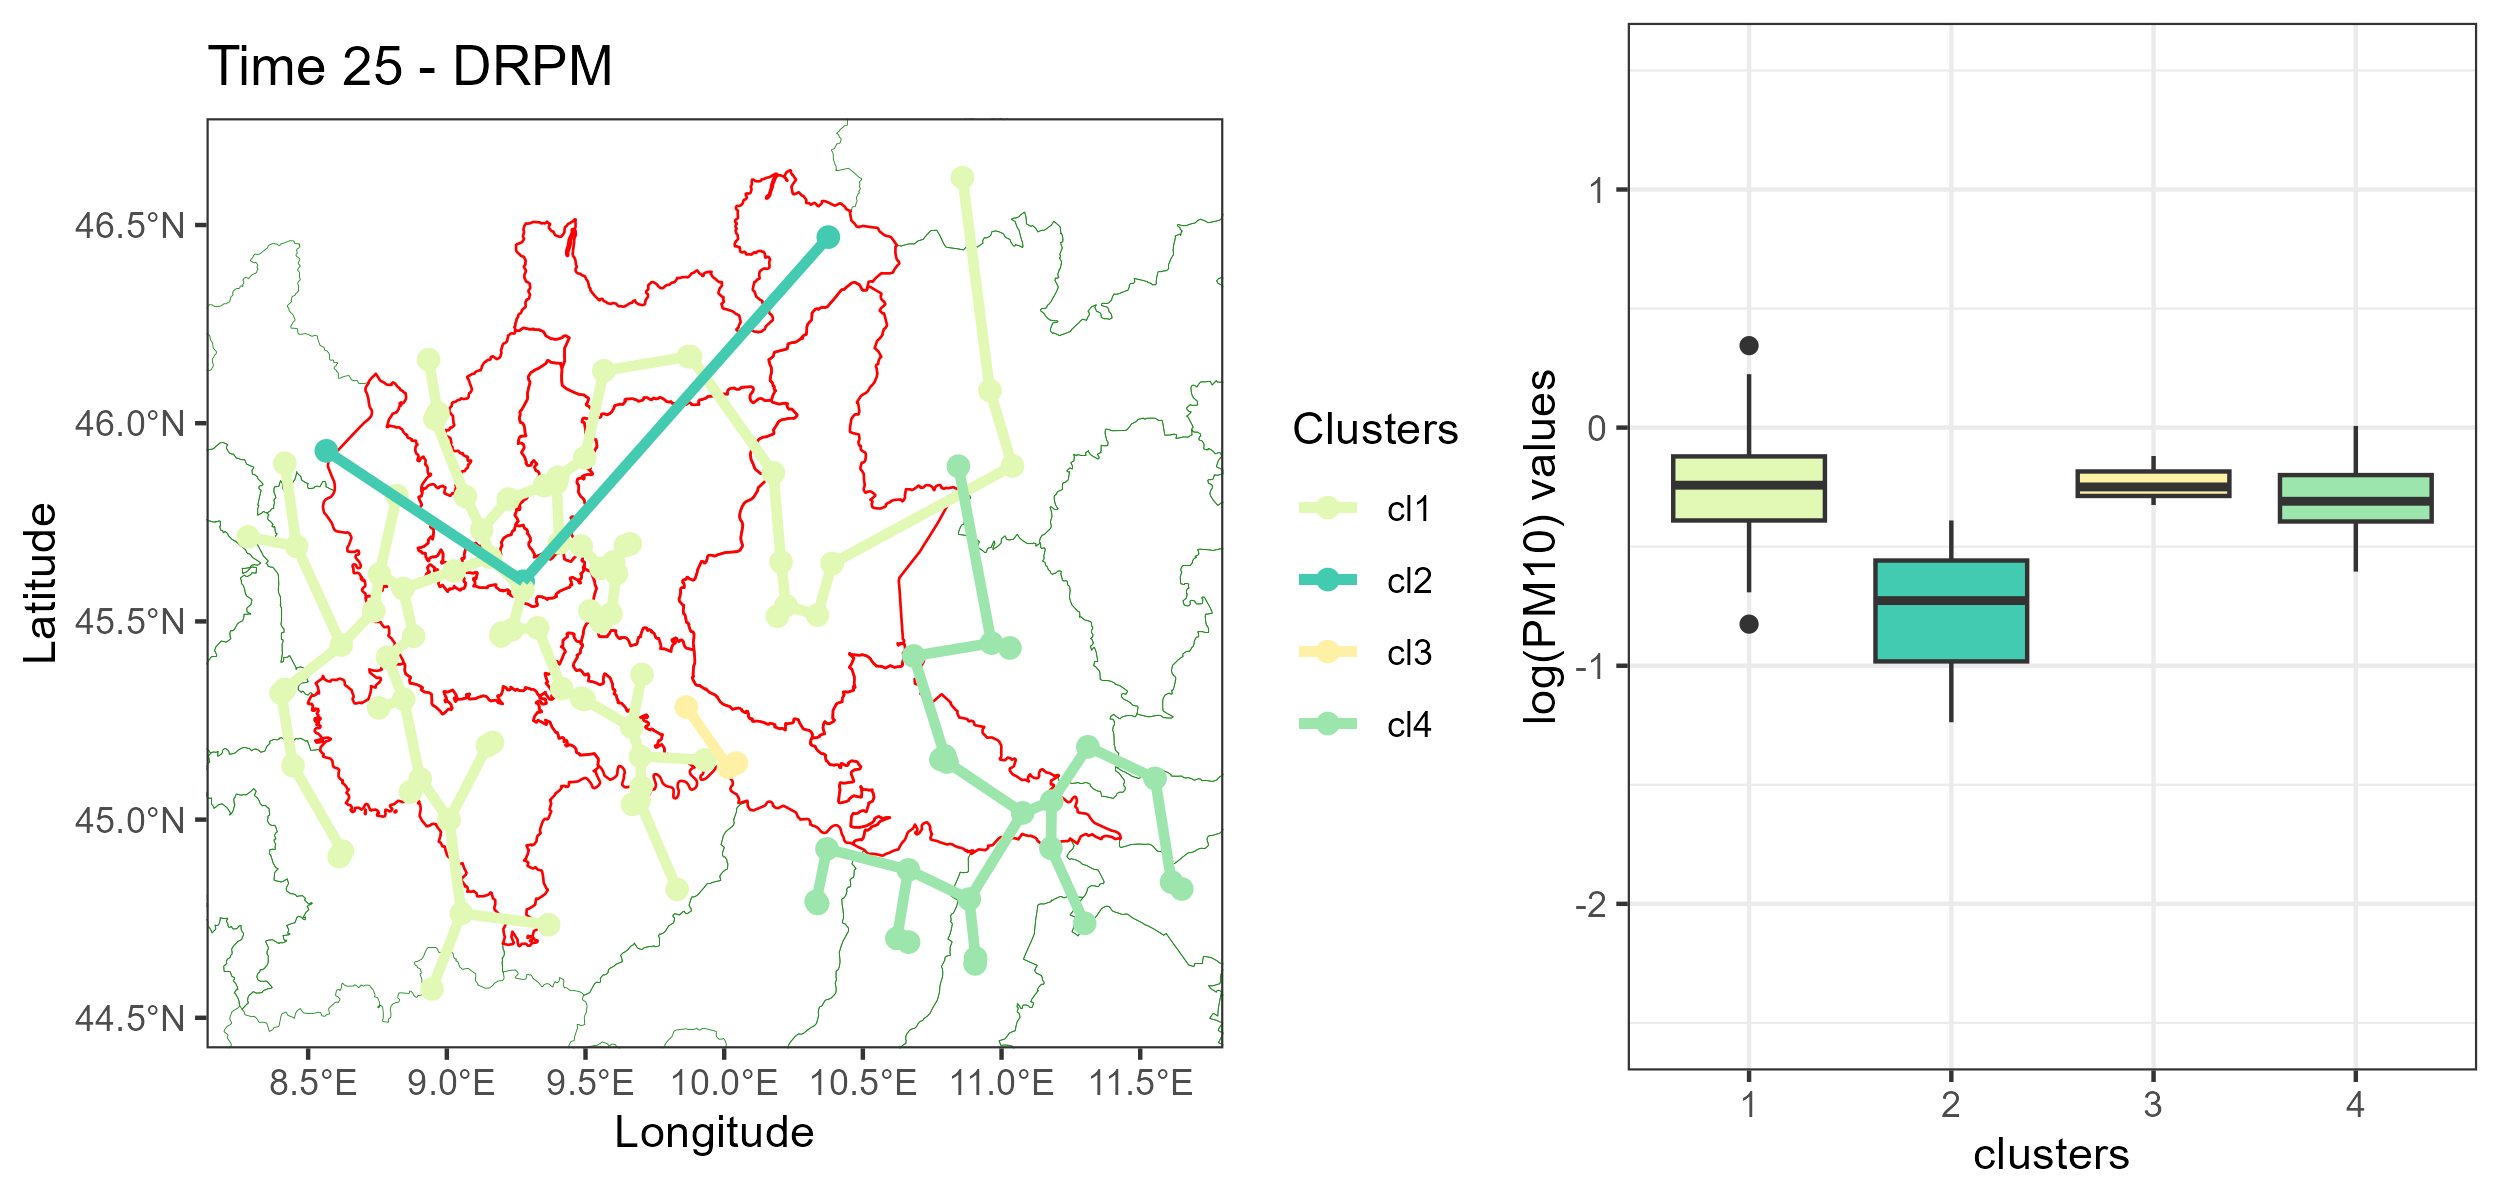 Time 25 - DRPM
46.5°N
46.0°N
45.5°N
45.0°N
44.5°N
Latitude
8.5°E 9.0°E 9.5°E 10.0°E 10.5°E 11.0°E 11.5°E
Longitude
Clusters
cl1
cl2
cl3
cl4
log(PM10) values
1
0
-1
-2
1 2 3 4
clusters